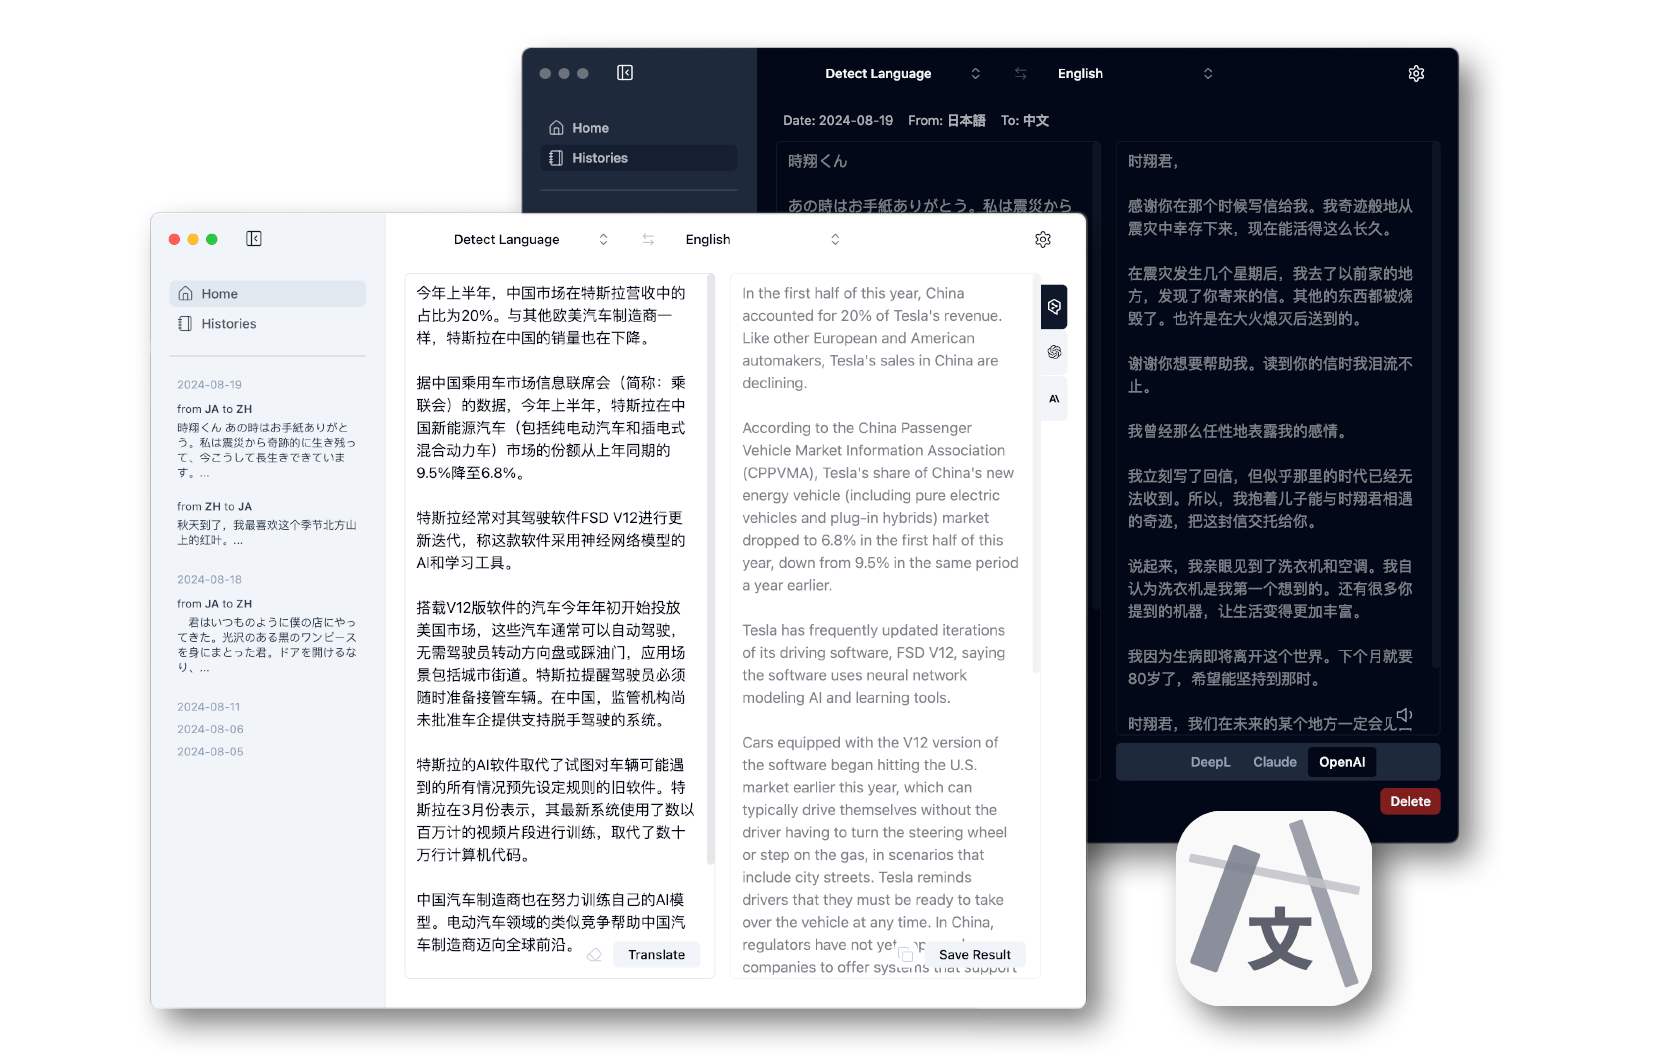 Detect Language
English
Home
Histories
Date: 2024-08-19 From: 日本語 To: 中文
時翔くん
あの時はお手紙ありがとう。私は震災から
时翔君，
感谢你在那个时候写信给我。我奇迹般地从
震灾中幸存下来，现在能活得这么长久。
在震灾发生几个星期后，我去了以前家的地
方，发现了你寄来的信。其他的东西都被烧
毁了。也许是在大火熄灭后送到的。
谢谢你想要帮助我。读到你的信时我泪流不
止。
我曾经那么任性地表露我的感情。
我立刻写了回信，但似乎那里的时代已经无
法收到。所以，我抱着儿子能与时翔君相遇
的奇迹，把这封信交托给你。
说起来，我亲眼见到了洗衣机和空调。我自
认为洗衣机是我第一个想到的。还有很多你
提到的机器，让生活变得更加丰富。
我因为生病即将离开这个世界。下个月就要
80岁了，希望能坚持到那时。
时翔君，我们在未来的某个地方一定会
DeepL
Claude
OpenAI
Delete
Detect Language
English
Home
Histories
2024-08-19
from JA to ZH
時翔くん あの時はお手紙ありがと
う。私は震災から奇跡的に生き残っ
て、今こうして長生きできていま
す。...
from ZH to JA
秋天到了，我最喜欢这个季节北方山
上的红叶。...
2024-08-18
from JA to ZH
君はいつものように僕の店にやっ
てきた。光沢のある黒のワンピース
を身にまとった君。ドアを開けるな
り、...
2024-08-11
2024-08-06
2024-08-05
今年上半年，中国市场在特斯拉营收中的
占比为20%。与其他欧美汽车制造商一
样，特斯拉在中国的销量也在下降。
据中国乘用车市场信息联席会（简称：乘
联会）的数据，今年上半年，特斯拉在中
国新能源汽车（包括纯电动汽车和插电式
混合动力车）市场的份额从上年同期的
9.5%降至6.8%。
特斯拉经常对其驾驶软件FSD V12进行更
新迭代，称这款软件采用神经网络模型的
AI和学习工具。
搭载V12版软件的汽车今年年初开始投放
美国市场，这些汽车通常可以自动驾驶，
无需驾驶员转动方向盘或踩油门，应用场
景包括城市街道。特斯拉提醒驾驶员必须
随时准备接管车辆。在中国，监管机构尚
未批准车企提供支持脱手驾驶的系统。
特斯拉的AI软件取代了试图对车辆可能遇
到的所有情况预先设定规则的旧软件。特
斯拉在3月份表示，其最新系统使用了数以
百万计的视频片段进行训练，取代了数十
万行计算机代码。
中国汽车制造商也在努力训练自己的AI模
型。电动汽车领域的类似竞争帮助中国汽
车制造商迈向全球前沿。
Translate
In the first half of this year, China
accounted for 20% of Tesla's revenue.
Like other European and American
automakers, Tesla's sales in China are
declining.
According to the China Passenger
Vehicle Market Information Association
(CPPVMA), Tesla's share of China's new
energy vehicle (including pure electric
vehicles and plug-in hybrids) market
dropped to 6.8% in the first half of this
year, down from 9.5% in the same period
a year earlier.
Tesla has frequently updated iterations
of its driving software, FSD V12, saying
the software uses neural network
modeling AI and learning tools.
Cars equipped with the V12 version of
the software began hitting the U.S.
market earlier this year, which can
typically drive themselves without the
driver having to turn the steering wheel
or step on the gas, in scenarios that
include city streets. Tesla reminds
drivers that they must be ready to take
over the vehicle at any time. In China,
regulators have not yet
companies to offer systems that support
Save Result
A\
文